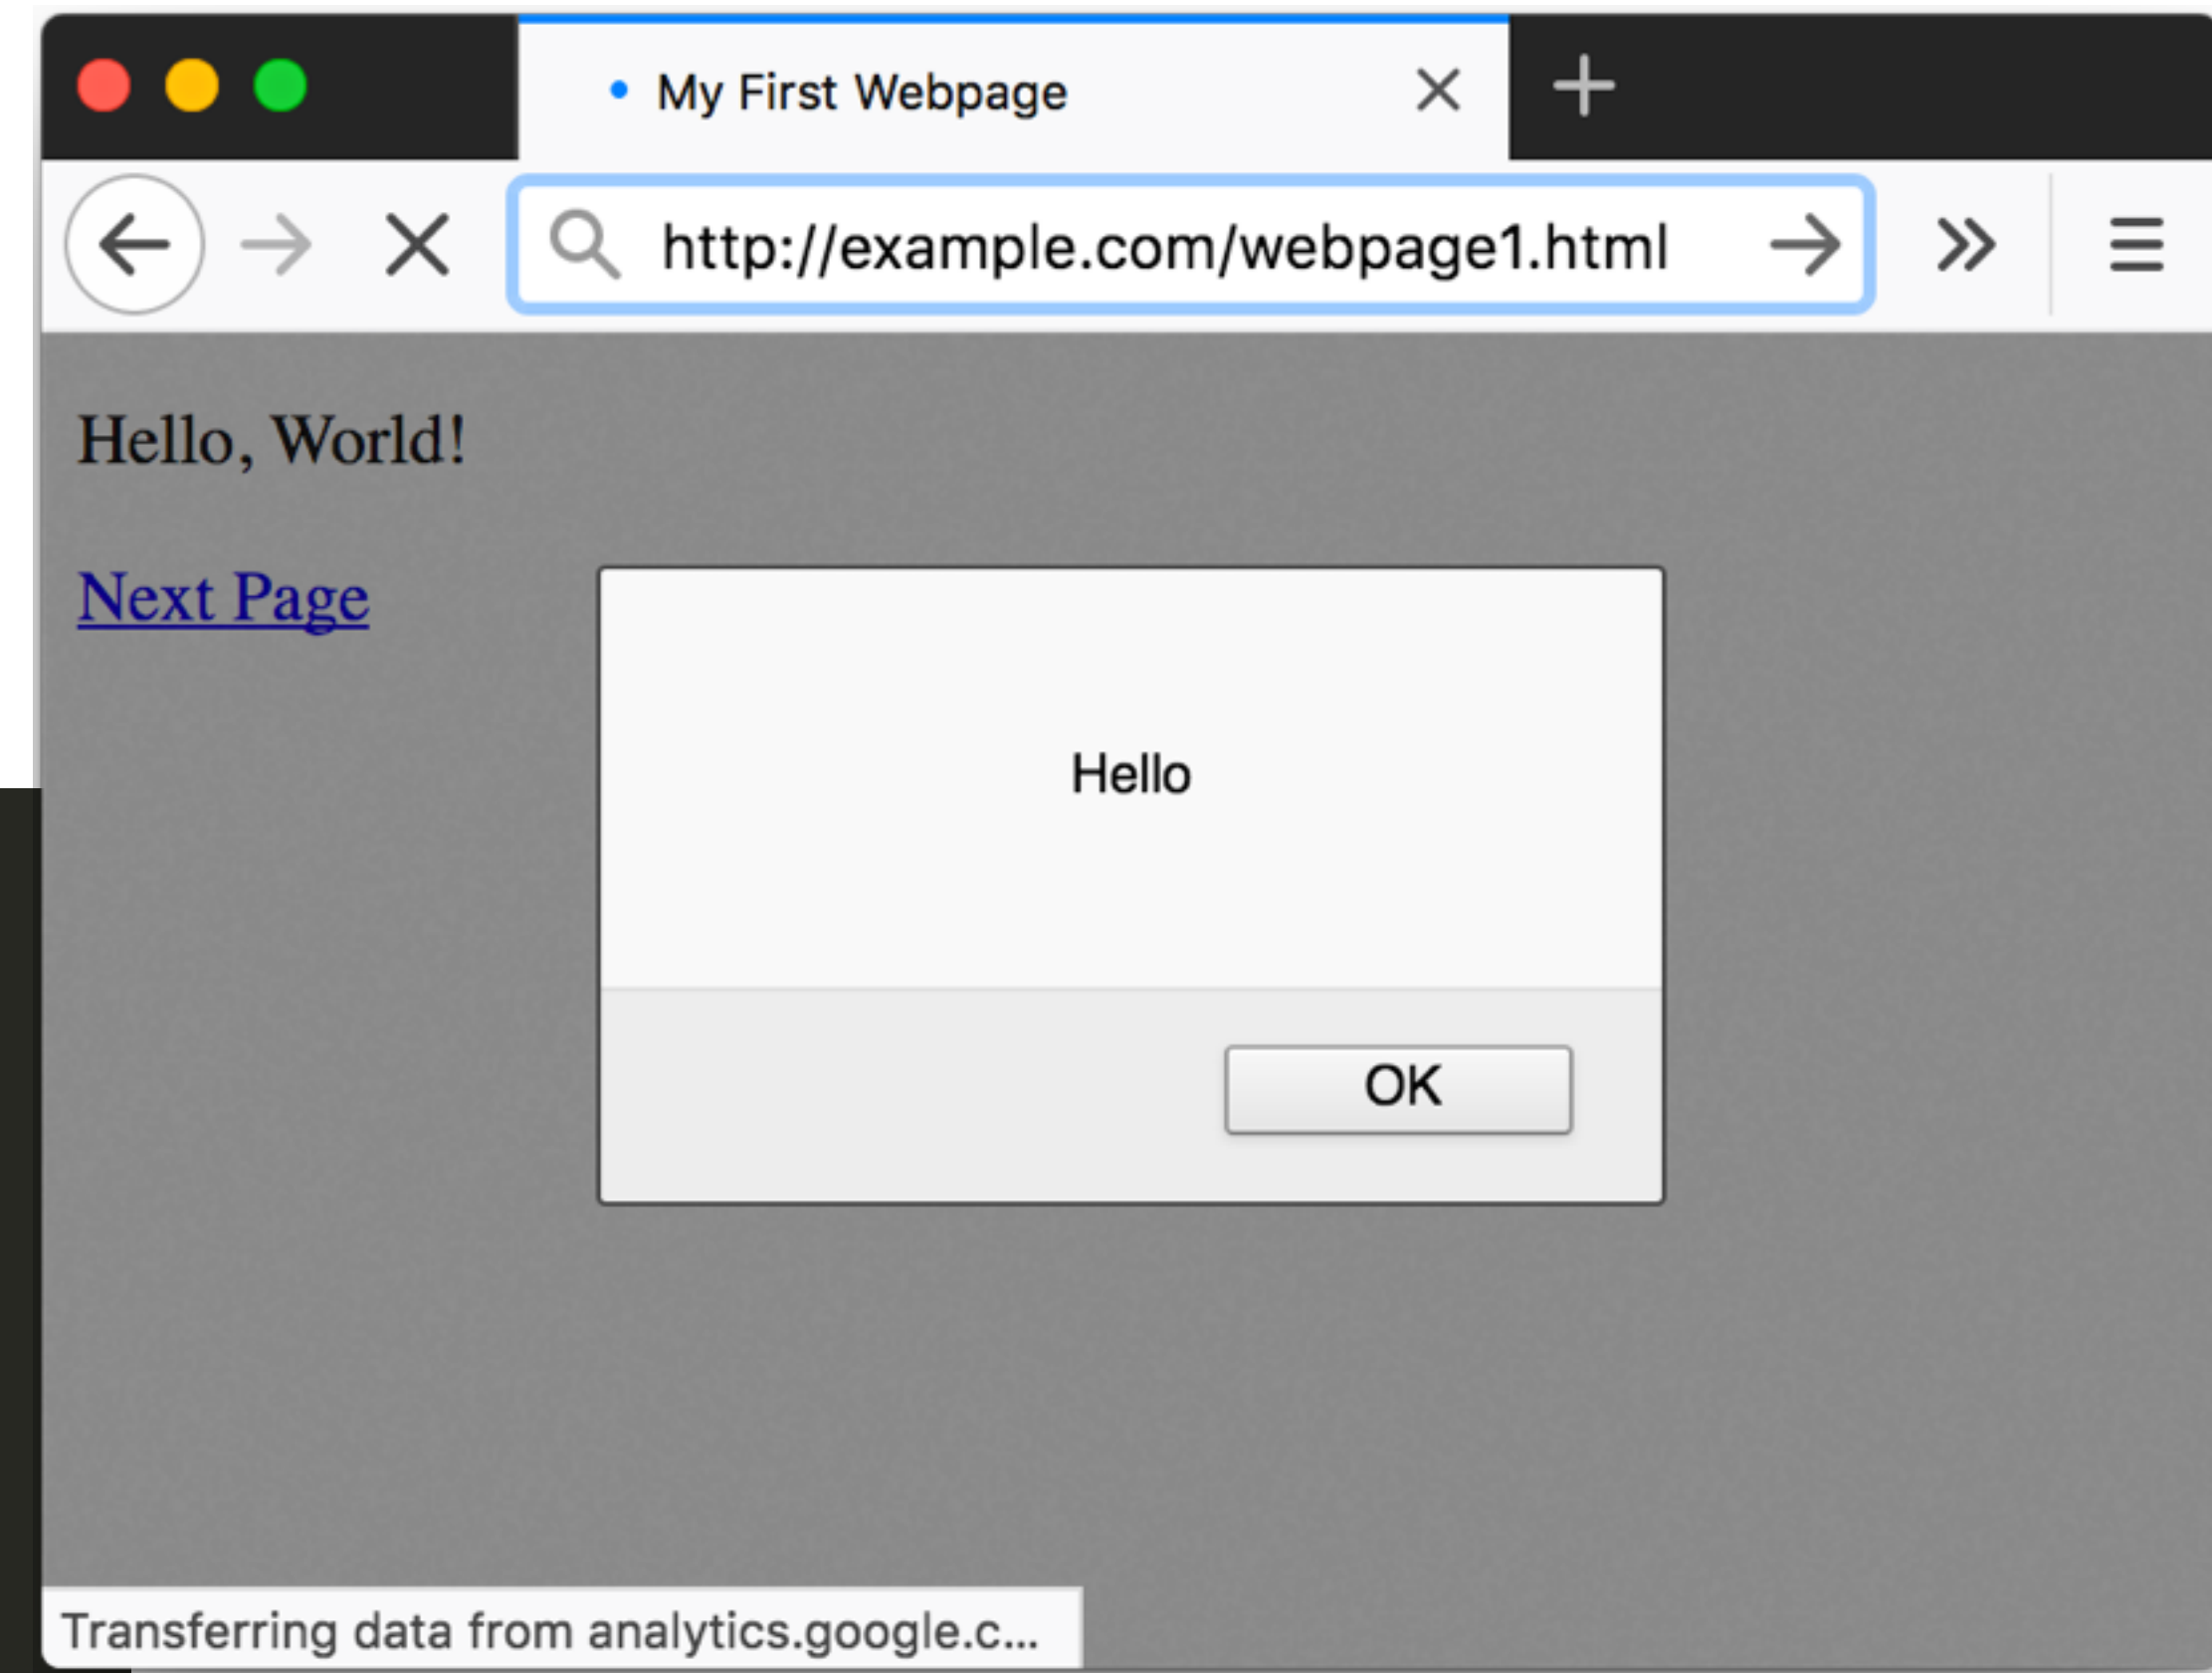 My First Webpage
http://example.com/webpage1.html
Hello, World!
Next Page
Hello
OK
Transferring data from analytics.google.c...